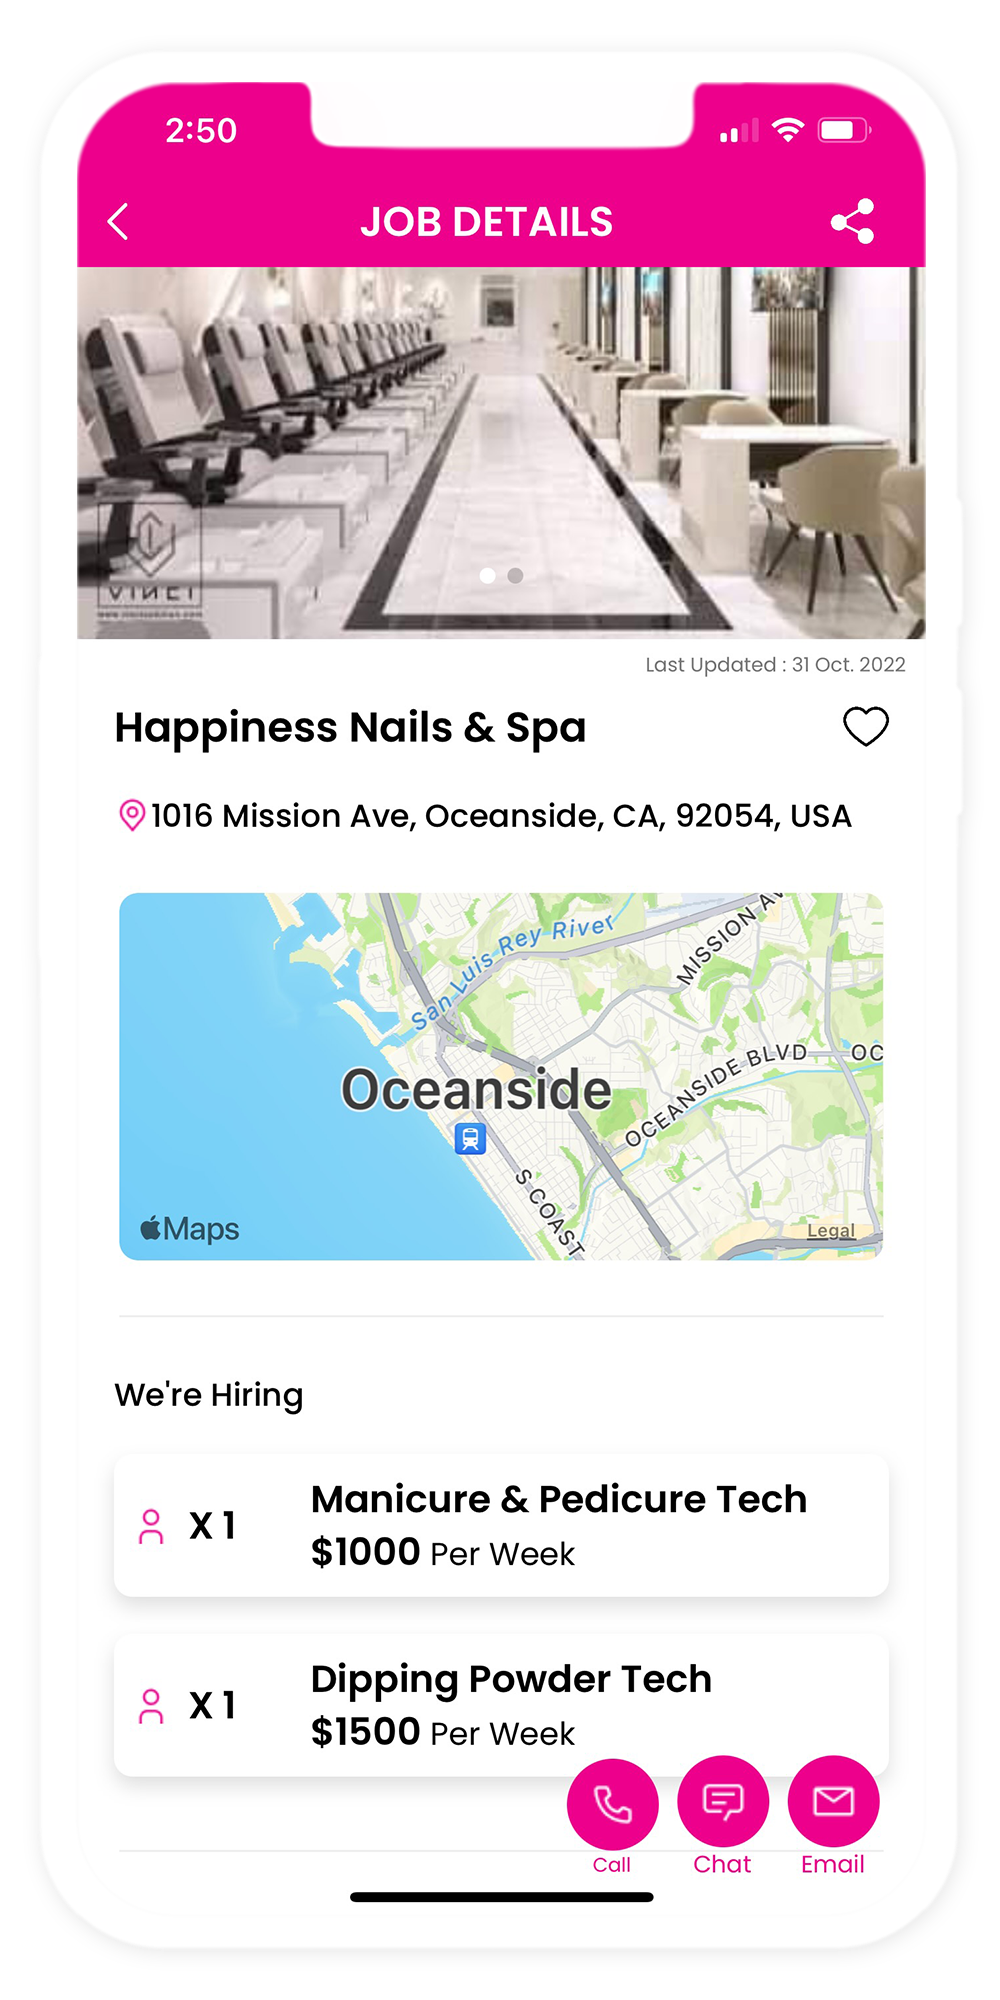 2:50
JOB DETAILS
VINCI
Last Updated : 31 Oct. 2022
Happiness Nails & Spa
1016 Mission Ave, Oceanside, CA, 92054, USA
San Luis Rey River
MISSION AV
OCEANSIDE BLVD
OC
Oceanside
S COAST
Maps
Legal
We're Hiring
X 1
Manicure & Pedicure Tech
$1000 Per Week
X 1
Dipping Powder Tech
$1500 Per Week
Call
Chat
Email